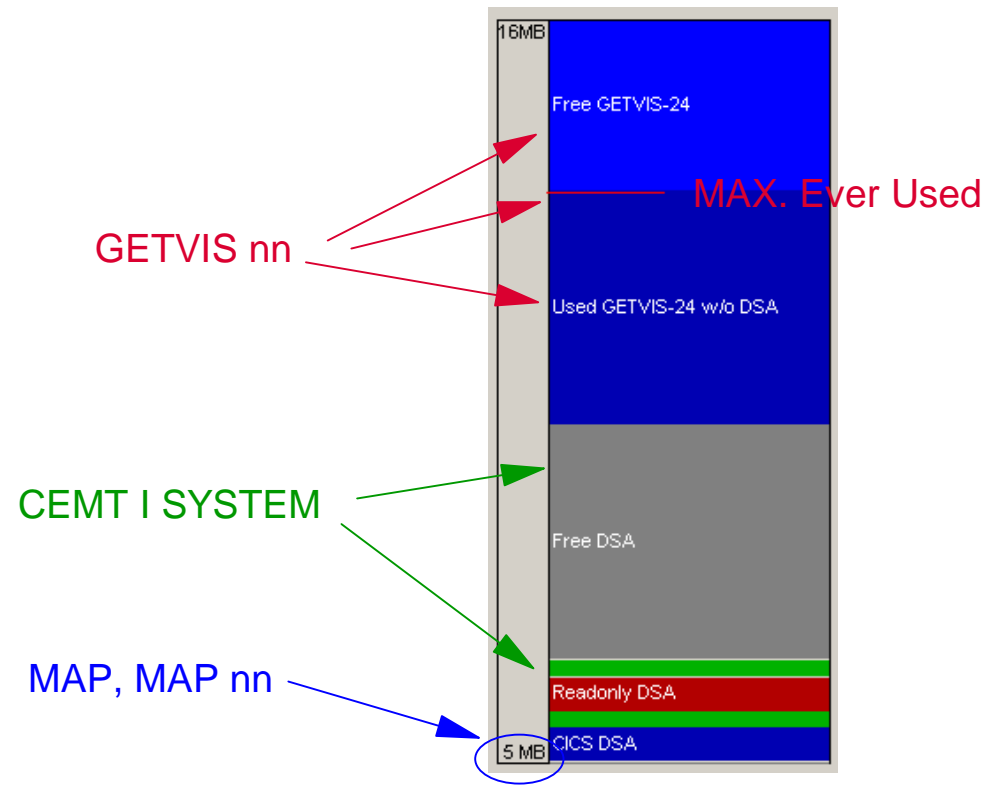 16MB
Free GETVIS-24
MAX. Ever Used
GETVIS nn
Used GETVIS-24 w/o DSA
CEMT I SYSTEM
Free DSA
MAP, MAP nn
Readonly DSA
CICS DSA
5 MB